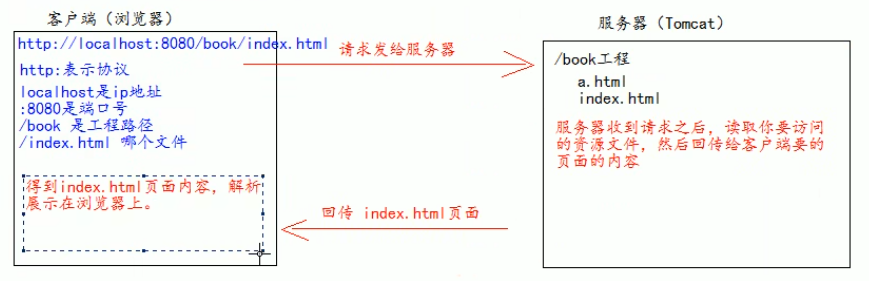 客户端（浏览器）
http://localhost:8080/book/index.html
http:表示协议
localhost是ip地址
:8080是端口号
/book 是工程路径
/index.html 哪个文件
得到index.html页面内容, 解析
展示在浏览器上。
请求发给服务器
回传 index.html页面
服务器（Tomcat）
/book工程
a.html
index.html
服务器收到请求之后, 读取你要访问
的资源文件, 然后回传给客户端要的
页面的内容